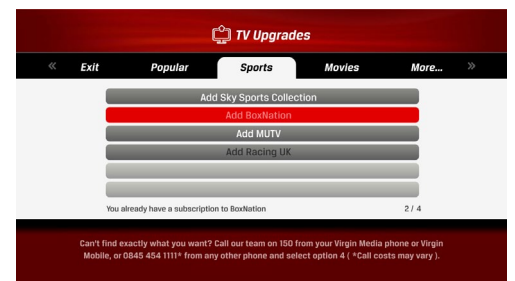 TV Upgrades
« Exit Popular Sports Movies More... »
Add Sky Sports Collection
Add BoxNation
Add MUTV
Add Racing UK
You already have a subscription to BoxNation 2 / 4
Can't find exactly what you want? Call our team on 150 from your Virgin Media phone or Virgin
Mobile, or 0845 454 1111* from any other phone and select option 4 ( *Call costs may vary ).